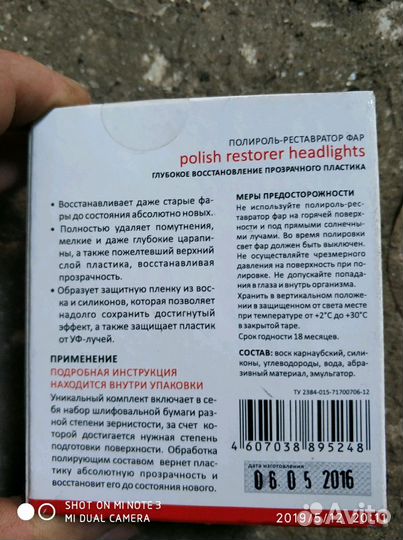 ПОЛИРОЛЬ-РЕСТАВРАТОР ФАР
polish restorer headlights
ГЛУБОКОЕ ВОССТАНОВЛЕНИЕ ПРОЗРАЧНОГО ПЛАСТИКА
• Восстанавливает даже старые фа-
ры до состояния абсолютно новых.
• Полностью удаляет помутнения,
мелкие и даже глубокие царапи-
ны, а также пожелтевший верхний
слой пластика, восстанавливая
прозрачность.
• Образует защитную пленку из вос-
ка и силиконов, которая позволяет
надолго сохранить достигнутый
эффект, а также защищает пластик
от УФ-лучей.
ПРИМЕНЕНИЕ
ПОДРОБНАЯ ИНСТРУКЦИЯ
НАХОДИТСЯ ВНУТРИ УПАКОВКИ
Уникальный комплект включает в се-
бя набор шлифовальной бумаги раз-
ной степени зернистости, за счет ко-
торой достигается нужная степень
подготовки поверхности. Обработка
полирующим составом вернет пласти-
ку абсолютную прозрачность и
восстановит его до состояния нового.
МЕРЫ ПРЕДОСТОРОЖНОСТИ
Не используйте полироль-рес-
тавратор фар на горячей поверх-
ности и под прямыми солнечны-
ми лучами. Во время полировки
свет фар должен быть выключен.
Не осуществляйте чрезмерного
давления на поверхность при по-
лировке. Не допускайте попада-
ния в глаза и внутрь организма.
Хранить в вертикальном положе-
нии в защищенном от света месте
при температуре от +2°С до +30°С
в закрытой таре.
Срок годности 18 месяцев.
СОСТАВ: воск карнаубский, сили-
коны, углеводороды, вода, абра-
зивный материал, эмульгатор.
ТУ 2384-015-71700706-12
4 607038 895248
дата изготовления
06 05 2016
SHOT ON MI NOTE 3
MI DUAL CAMERA
2019/5/12 20:11
Avito